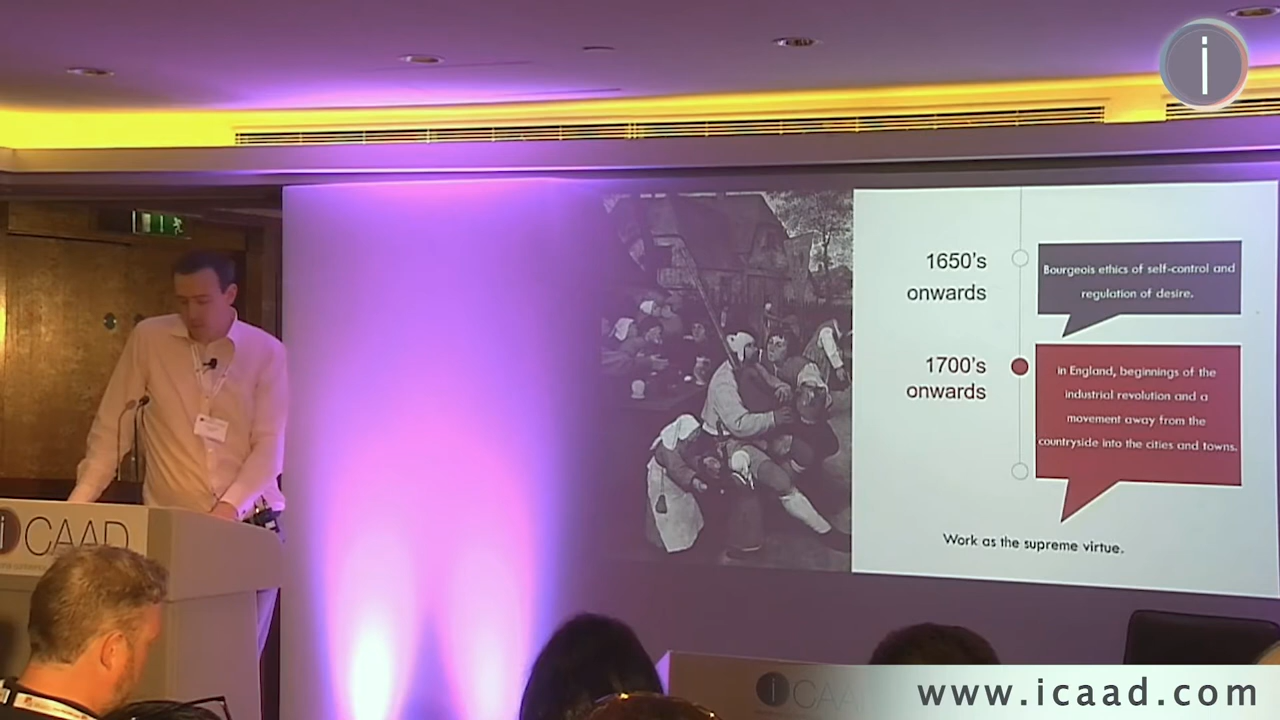 i
1650's
onwards
Bourgeois ethics of self-control and
regulation of desire.
1700's
onwards
in England, beginnings of the
industrial revolution and a
movement away from the
countryside into the cities and towns.
Work as the supreme virtue.
iCAAD
iCAAD
www.icaad.com